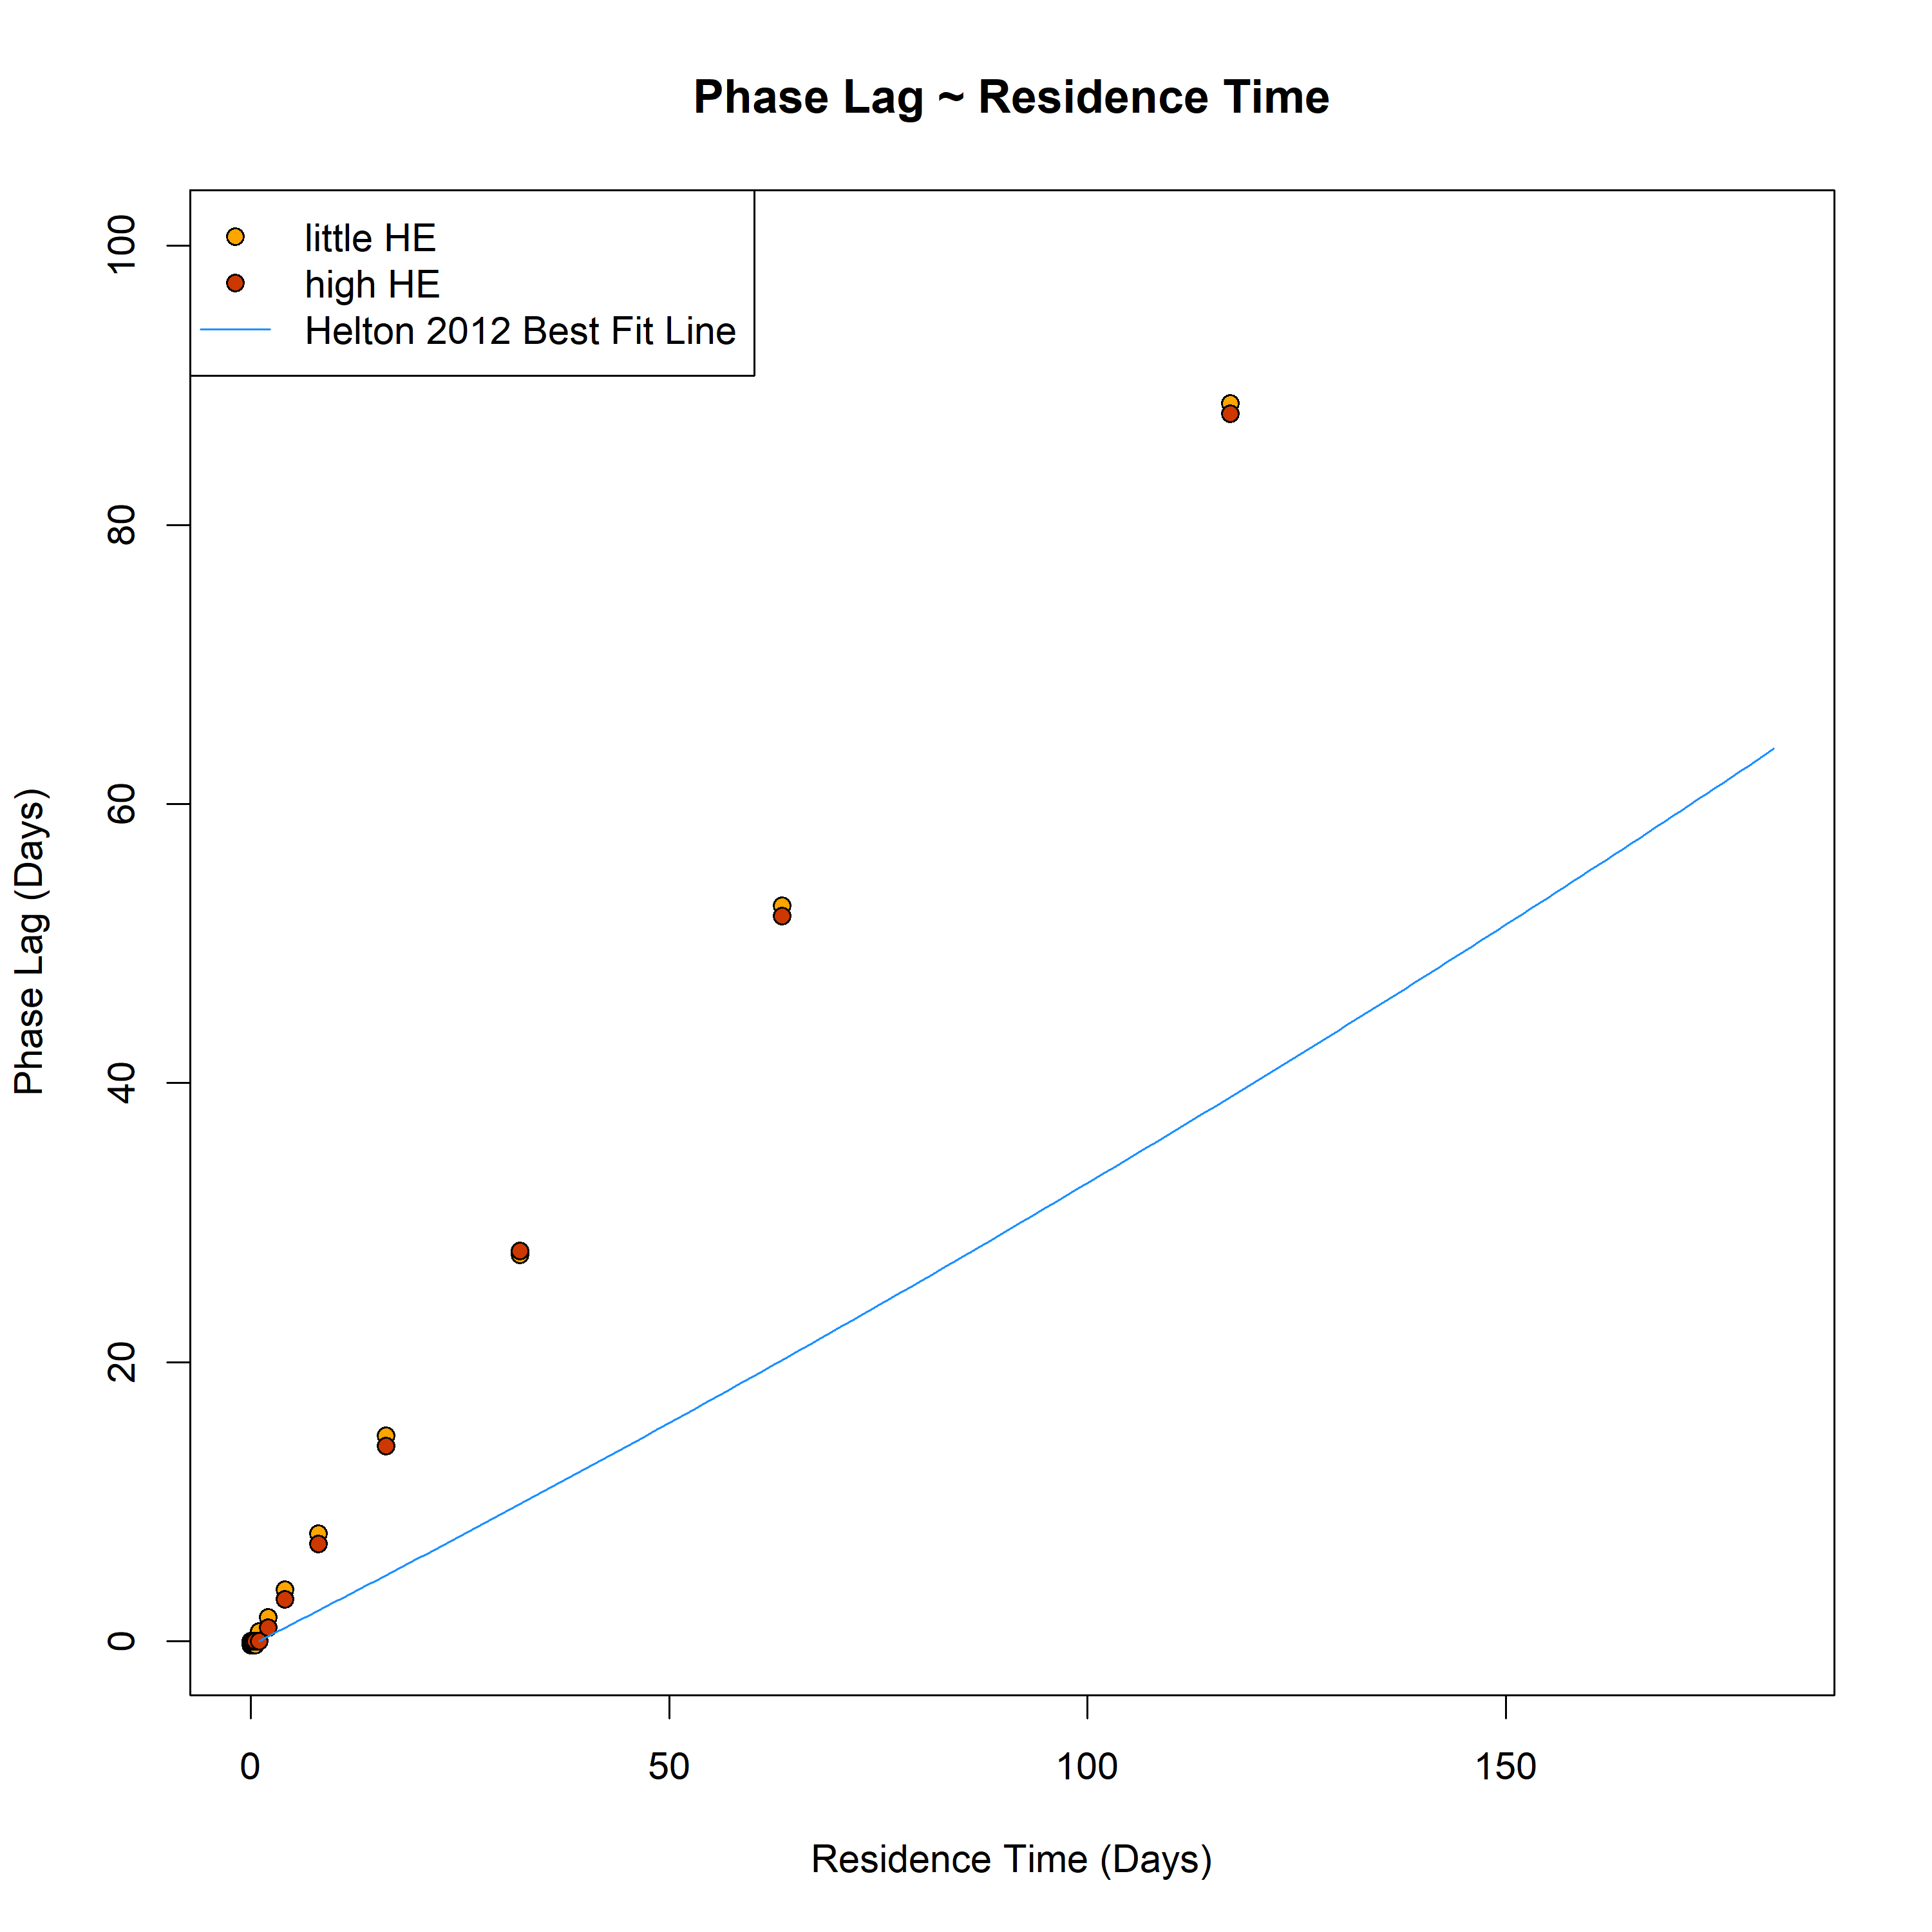 Phase Lag ~ Residence Time
little HE
high HE
Helton 2012 Best Fit Line
100
80
60
40
20
0
Phase Lag (Days)
0 50 100 150
Residence Time (Days)